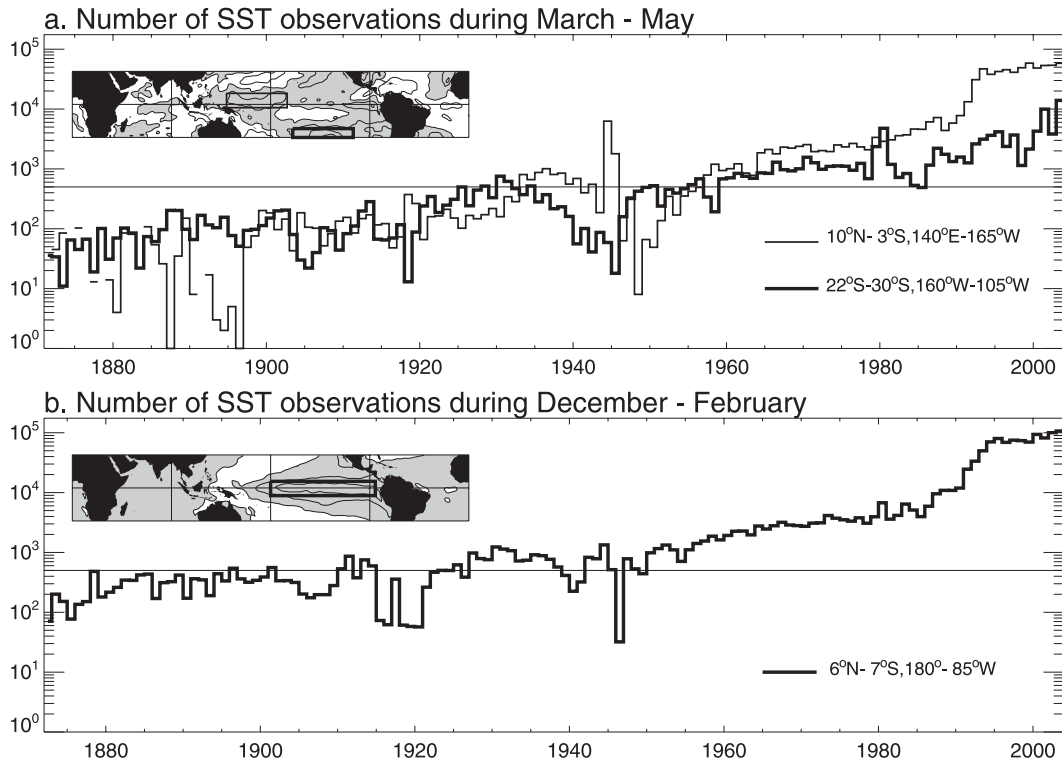 a. Number of SST observations during March - May
10⁵
10⁴
10³
10²
10¹
10⁰
10°N- 3°S,140°E-165°W
22°S-30°S,160°W-105°W
1880 1900 1920 1940 1960 1980 2000
b. Number of SST observations during December - February
10⁵
10⁴
10³
10²
10¹
10⁰
6°N- 7°S,180°- 85°W
1880 1900 1920 1940 1960 1980 2000